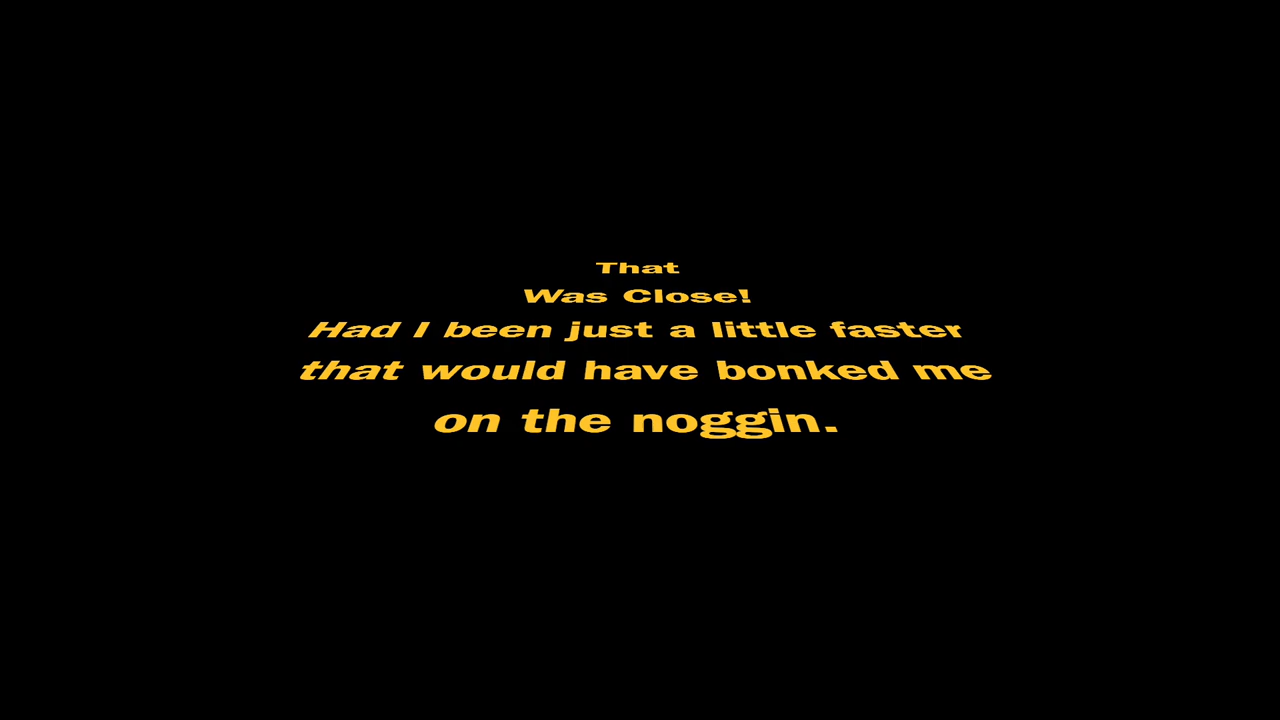 That
Was Close!
Had I been just a little faster
that would have bonked me
on the noggin.